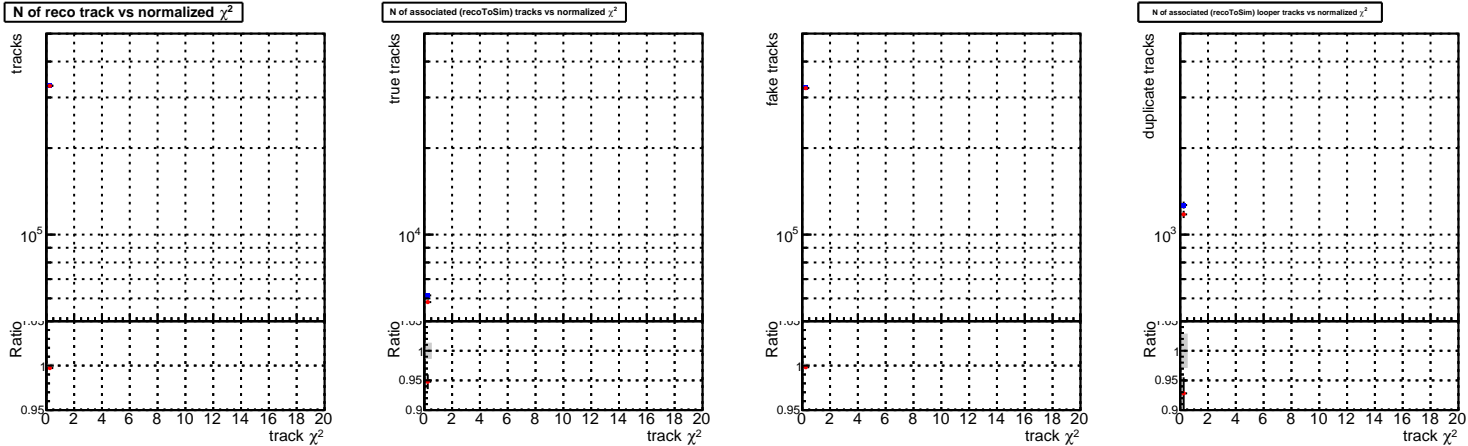 N of reco track vs normalized χ²
tracks
10⁵
Ratio
1
0.95
0 2 4 6 8 10 12 14 16 18 20
track χ²
N of associated (recoToSim) tracks vs normalized χ²
true tracks
10⁴
Ratio
1
0.95
0.9
0 2 4 6 8 10 12 14 16 18 20
track χ²
fake tracks
10⁵
Ratio
1
0.95
0 2 4 6 8 10 12 14 16 18 20
track χ²
N of associated (recoToSim) looper tracks vs normalized χ²
duplicate tracks
10³
Ratio
1
0.95
0.9
0 2 4 6 8 10 12 14 16 18 20
track χ²